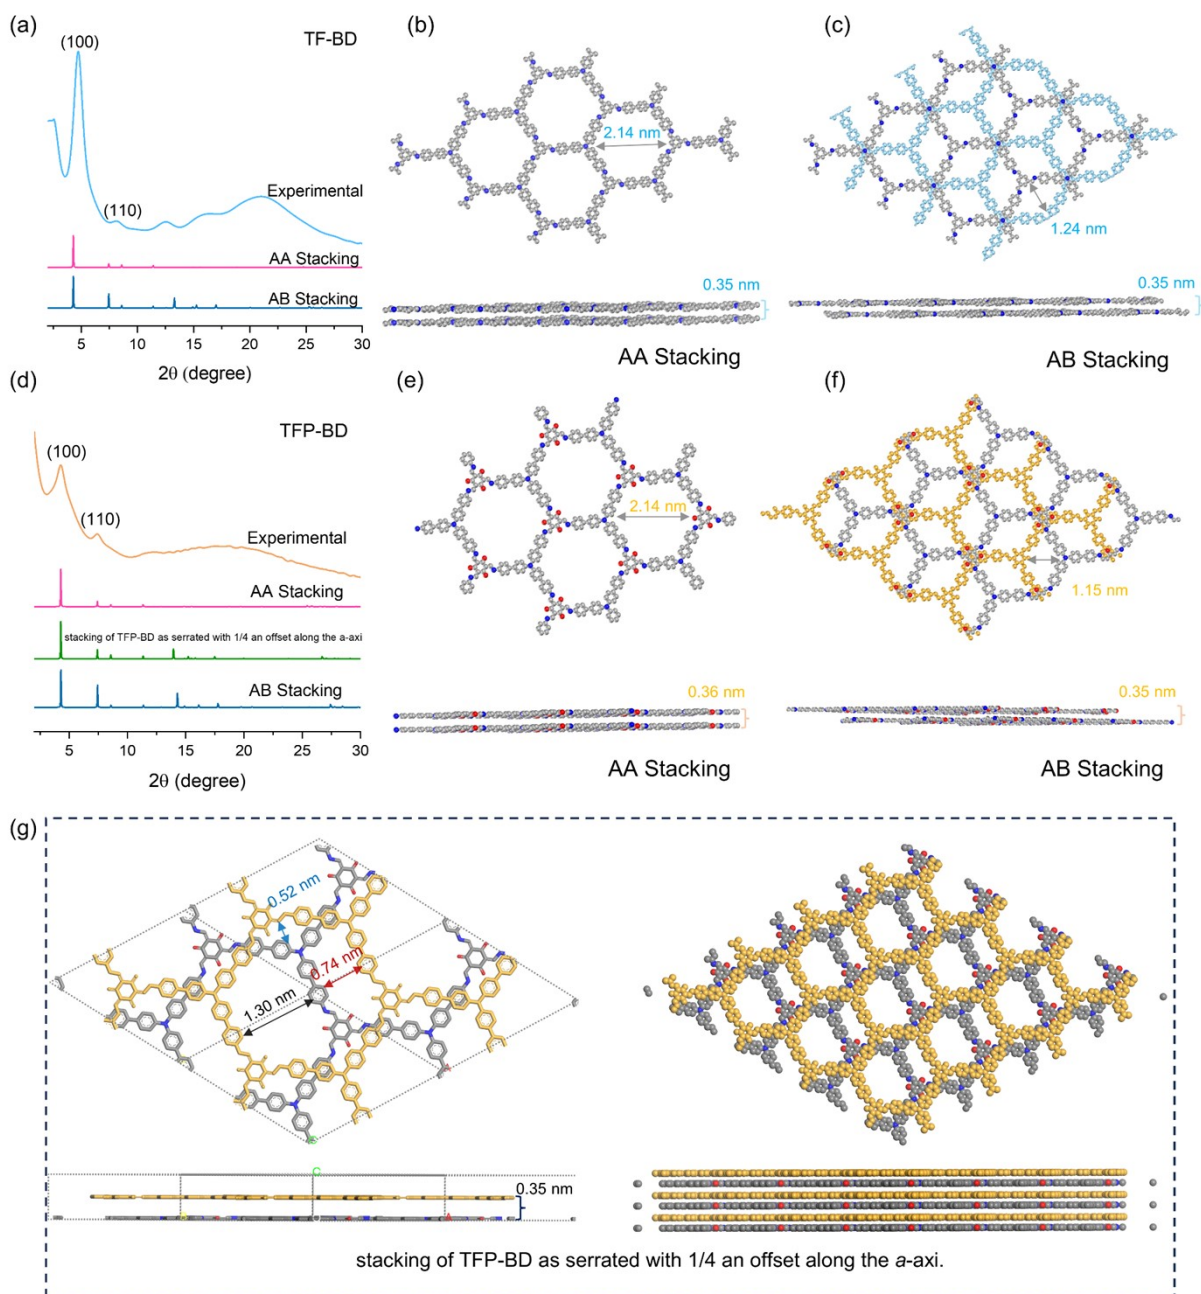 (a)
TF-BD
(100)
(110)
Experimental
AA Stacking
AB Stacking
5 10 15 20 25 30
2θ (degree)
(b)
2.14 nm
0.35 nm
AA Stacking
(c)
1.24 nm
0.35 nm
AB Stacking
(d)
TFP-BD
(100)
(110)
Experimental
AA Stacking
stacking of TFP-BD as serrated with 1/4 an offset along the a-axi
AB Stacking
5 10 15 20 25 30
2θ (degree)
(e)
2.14 nm
0.36 nm
AA Stacking
(f)
1.15 nm
0.35 nm
AB Stacking
(g)
0.52 nm
0.74 nm
1.30 nm
C
0.35 nm
A
stacking of TFP-BD as serrated with 1/4 an offset along the a-axi.